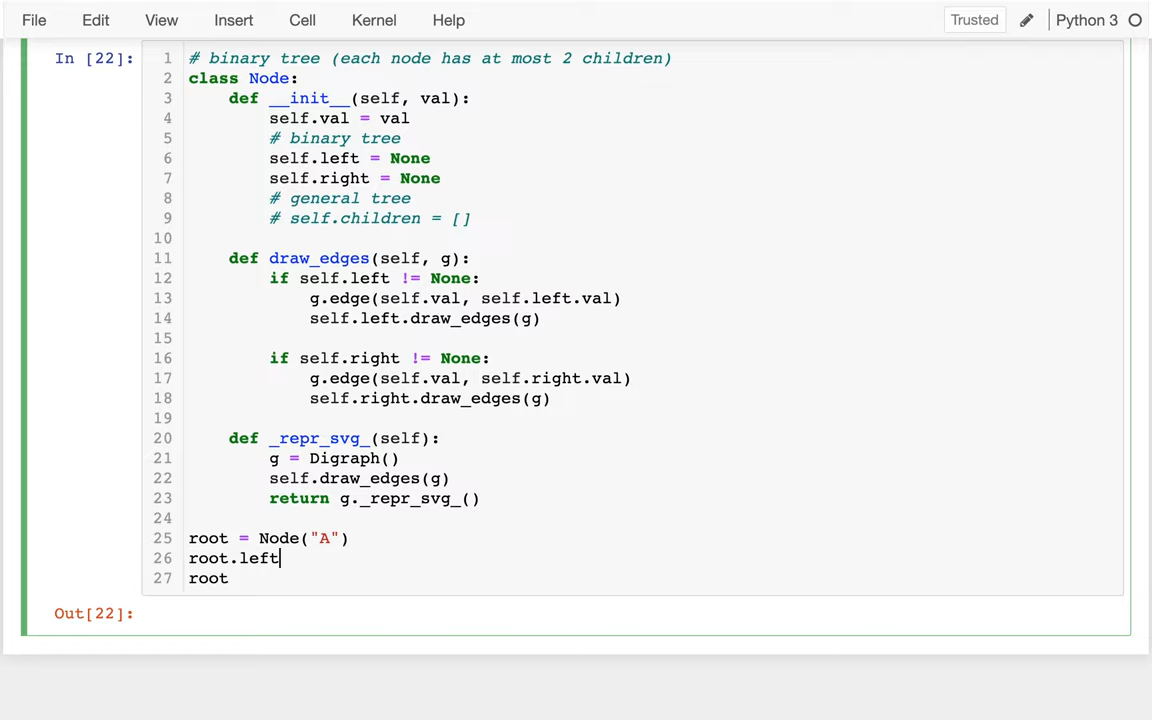 File Edit View Insert Cell Kernel Help Trusted Python 3
In [22]:
1 # binary tree (each node has at most 2 children)
2 class Node:
3     def __init__(self, val):
4         self.val = val
5         # binary tree
6         self.left = None
7         self.right = None
8         # general tree
9         # self.children = []
10
11     def draw_edges(self, g):
12         if self.left != None:
13             g.edge(self.val, self.left.val)
14             self.left.draw_edges(g)
15
16         if self.right != None:
17             g.edge(self.val, self.right.val)
18             self.right.draw_edges(g)
19
20     def _repr_svg_(self):
21         g = Digraph()
22         self.draw_edges(g)
23         return g._repr_svg_()
24
25 root = Node("A")
26 root.left
27 root
Out[22]: